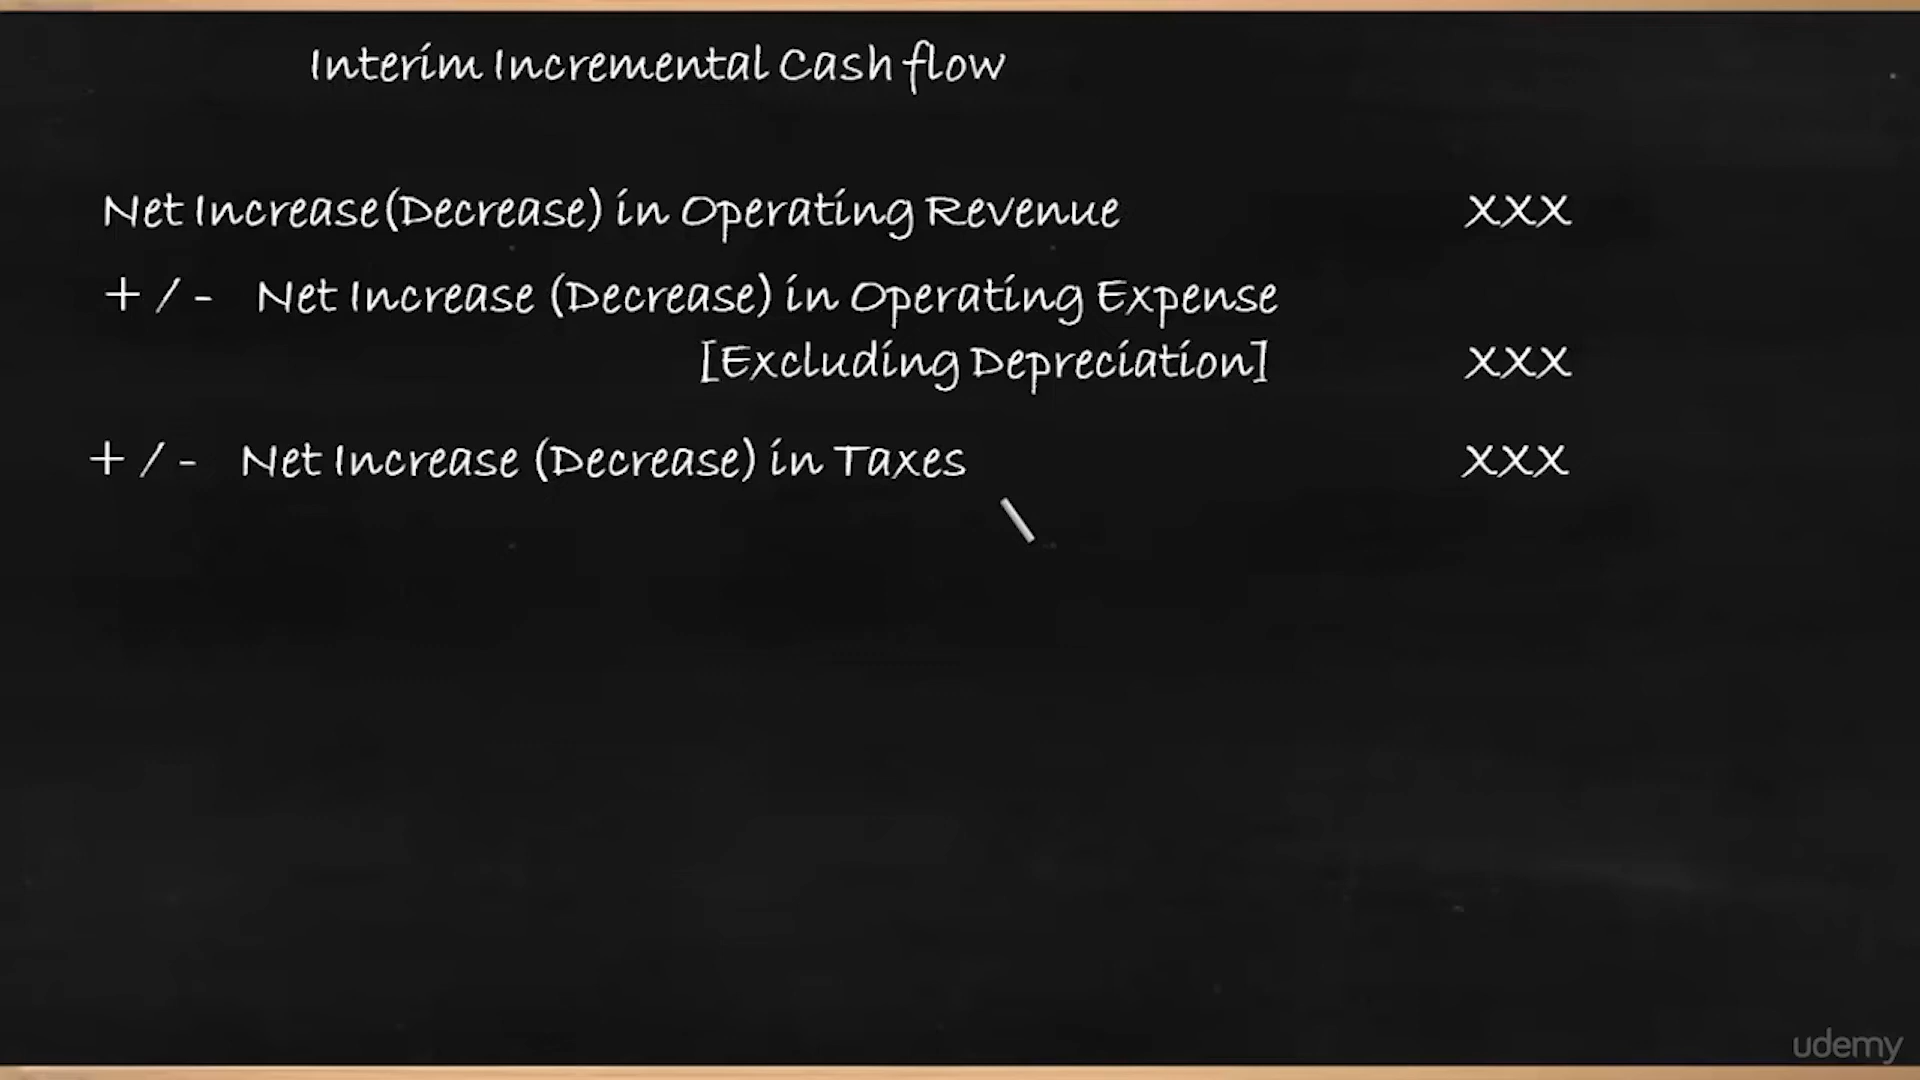 Interim Incremental Cash flow
Net Increase(Decrease) in Operating Revenue XXX
+ / - Net Increase (Decrease) in Operating Expense
[Excluding Depreciation] XXX
+ / - Net Increase (Decrease) in Taxes XXX
udemy